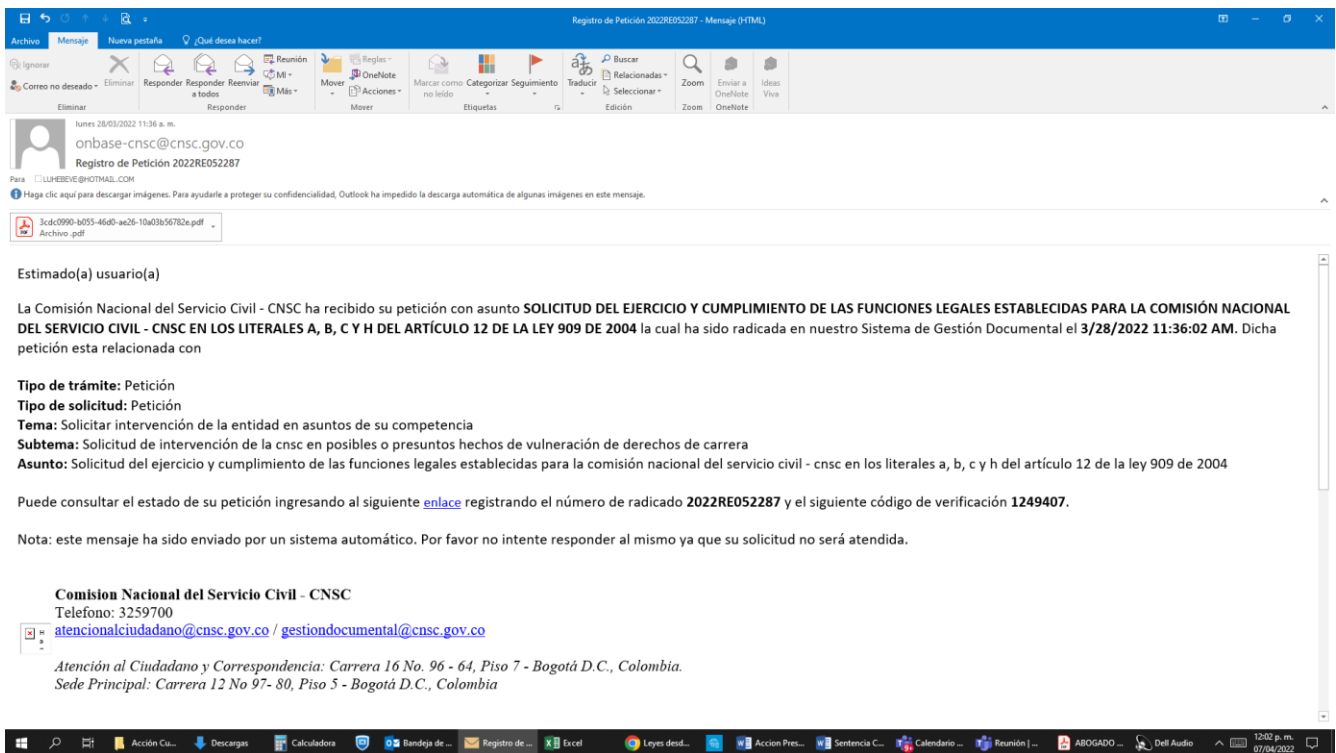 Registro de Petición 2022RE052287 - Mensaje (HTML)
Archivo Mensaje Nueva pestaña ¿Qué desea hacer?
Ignorar
Correo no deseado
Eliminar
Responder
Responder a todos
Reenviar
Reunión
MI
Más
Mover
Reglas
OneNote
Acciones
Marcar como no leído
Categorizar
Seguimiento
Traducir
Buscar
Relacionadas
Seleccionar
Zoom
Enviar a OneNote
Ideas Viva
Eliminar Responder Mover Etiquetas Edición Zoom OneNote
lunes 28/03/2022 11:36 a. m.
onbase-cnsc@cnsc.gov.co
Registro de Petición 2022RE052287
Para LUHEBEVE@HOTMAIL.COM
Haga clic aquí para descargar imágenes. Para ayudarle a proteger su confidencialidad, Outlook ha impedido la descarga automática de algunas imágenes en este mensaje.
3cdc0990-b055-46d0-ae26-10a03b56782e.pdf
Archivo .pdf
Estimado(a) usuario(a)
La Comisión Nacional del Servicio Civil - CNSC ha recibido su petición con asunto SOLICITUD DEL EJERCICIO Y CUMPLIMIENTO DE LAS FUNCIONES LEGALES ESTABLECIDAS PARA LA COMISIÓN NACIONAL
DEL SERVICIO CIVIL - CNSC EN LOS LITERALES A, B, C Y H DEL ARTÍCULO 12 DE LA LEY 909 DE 2004 la cual ha sido radicada en nuestro Sistema de Gestión Documental el 3/28/2022 11:36:02 AM. Dicha
petición esta relacionada con
Tipo de trámite: Petición
Tipo de solicitud: Petición
Tema: Solicitar intervención de la entidad en asuntos de su competencia
Subtema: Solicitud de intervención de la cnsc en posibles o presuntos hechos de vulneración de derechos de carrera
Asunto: Solicitud del ejercicio y cumplimiento de las funciones legales establecidas para la comisión nacional del servicio civil - cnsc en los literales a, b, c y h del artículo 12 de la ley 909 de 2004
Puede consultar el estado de su petición ingresando al siguiente enlace registrando el número de radicado 2022RE052287 y el siguiente código de verificación 1249407.
Nota: este mensaje ha sido enviado por un sistema automático. Por favor no intente responder al mismo ya que su solicitud no será atendida.
Comision Nacional del Servicio Civil - CNSC
Telefono: 3259700
atencionalciudadano@cnsc.gov.co / gestiondocumental@cnsc.gov.co
Atención al Ciudadano y Correspondencia: Carrera 16 No. 96 - 64, Piso 7 - Bogotá D.C., Colombia.
Sede Principal: Carrera 12 No 97- 80, Piso 5 - Bogotá D.C., Colombia
Acción Cu... Descargas Calculadora Bandeja de ... Registro de ... Excel Leyes desd... Accion Pres... Sentencia C... Calendario ... Reunión | ... ABOGADO ... Dell Audio 12:02 p. m.
07/04/2022